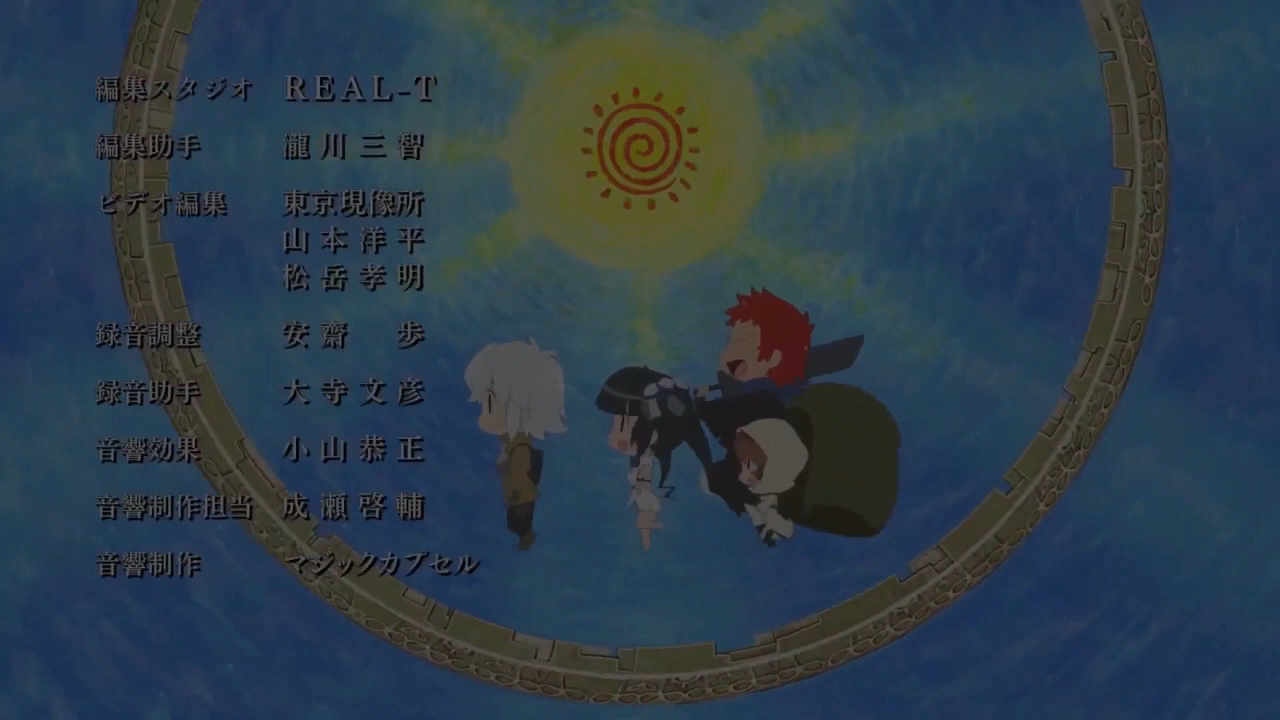 編集スタジオ REAL-T
編集助手 瀧川三智
ビデオ編集 東京現像所
山本洋平
松岳孝明
録音調整 安齋 歩
録音助手 大寺文彦
音響効果 小山恭正
音響制作担当 成瀬啓輔
音響制作 マジックカプセル